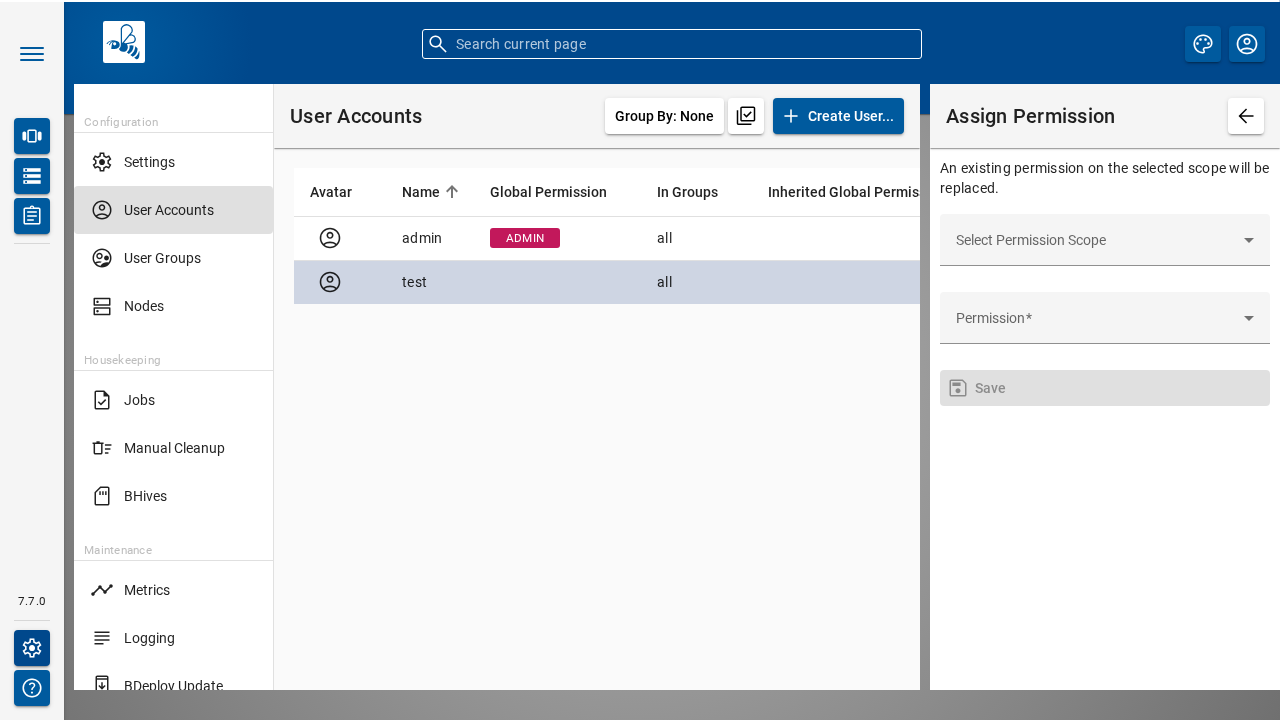 Search current page
7.7.0
Configuration
Settings
User Accounts
User Groups
Nodes
Housekeeping
Jobs
Manual Cleanup
BHives
Maintenance
Metrics
Logging
BDeploy Update
User Accounts
Group By: None
Create User...
Avatar Name Global Permission In Groups Inherited Global Permis
admin ADMIN all
test all
Assign Permission
An existing permission on the selected scope will be
replaced.
Select Permission Scope
Permission*
Save